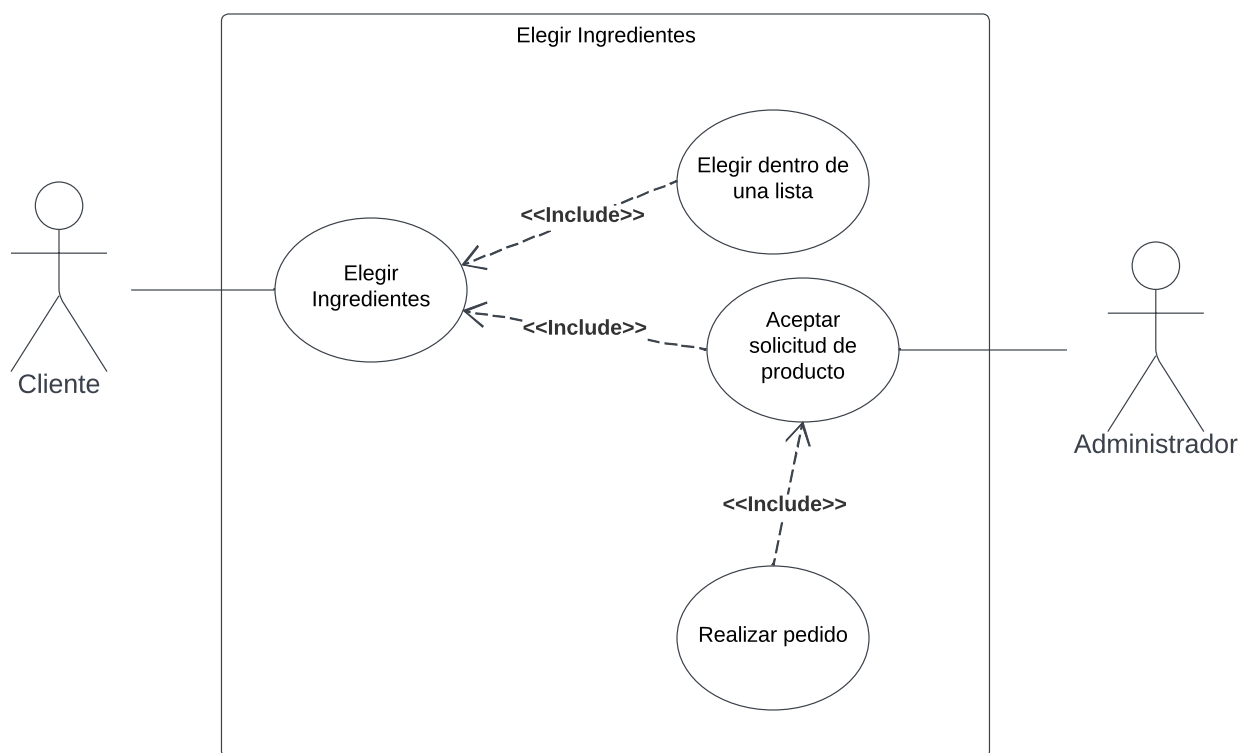 Elegir Ingredientes
Elegir dentro de
una lista
<<Include>>
Elegir
Ingredientes
<<Include>>
Aceptar
solicitud de
producto
Cliente
Administrador
<<Include>>
Realizar pedido